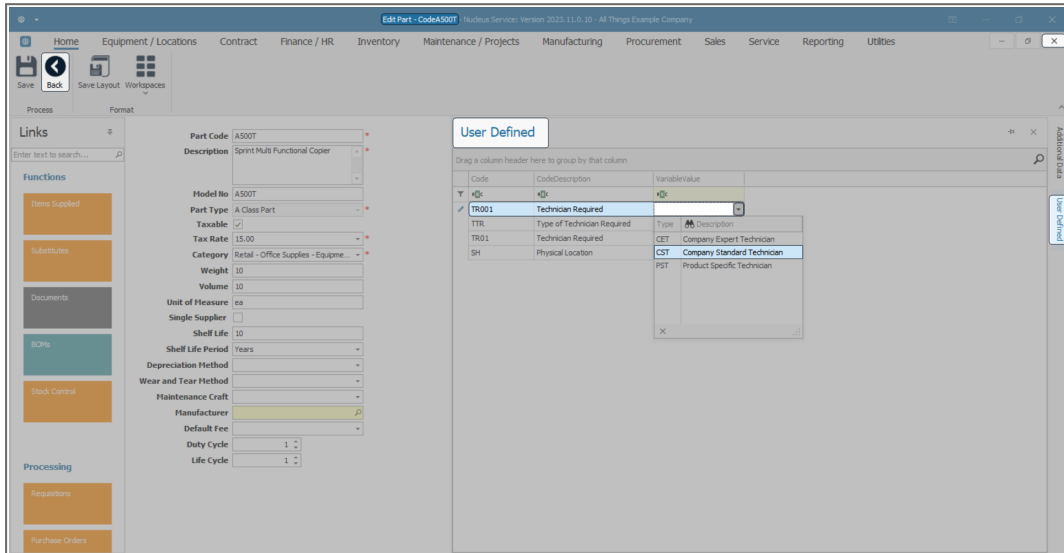 Edit Part - CodeA500T - Nucleus Service: Version 2023.11.0.10 - All Things Example Company
Home Equipment / Locations Contract Finance / HR Inventory Maintenance / Projects Manufacturing Procurement Sales Service Reporting Utilities
Save Back Save Layout Workspaces
Process Format
Links
Enter text to search...
Functions
Items Supplied
Substitutes
Documents
BOMs
Stock Control
Processing
Requisitions
Purchase Orders
Part Code A500T *
Description Sprint Multi Functional Copier *
Model No A500T
Part Type A Class Part *
Taxable
Tax Rate 15.00 *
Category Retail - Office Supplies - Equipme... *
Weight 10
Volume 10
Unit of Measure ea
Single Supplier
Shelf Life 10
Shelf Life Period Years
Depreciation Method
Wear and Tear Method
Maintenance Craft
Manufacturer
Default Fee
Duty Cycle 1
Life Cycle 1
User Defined
Drag a column header here to group by that column
Code CodeDescription VariableValue
TR001 Technician Required
TTR Type of Technician Required
TR01 Technician Required
SH Physical Location
Type Description
CET Company Expert Technician
CST Company Standard Technician
PST Product Specific Technician
Additional Data
User Defined